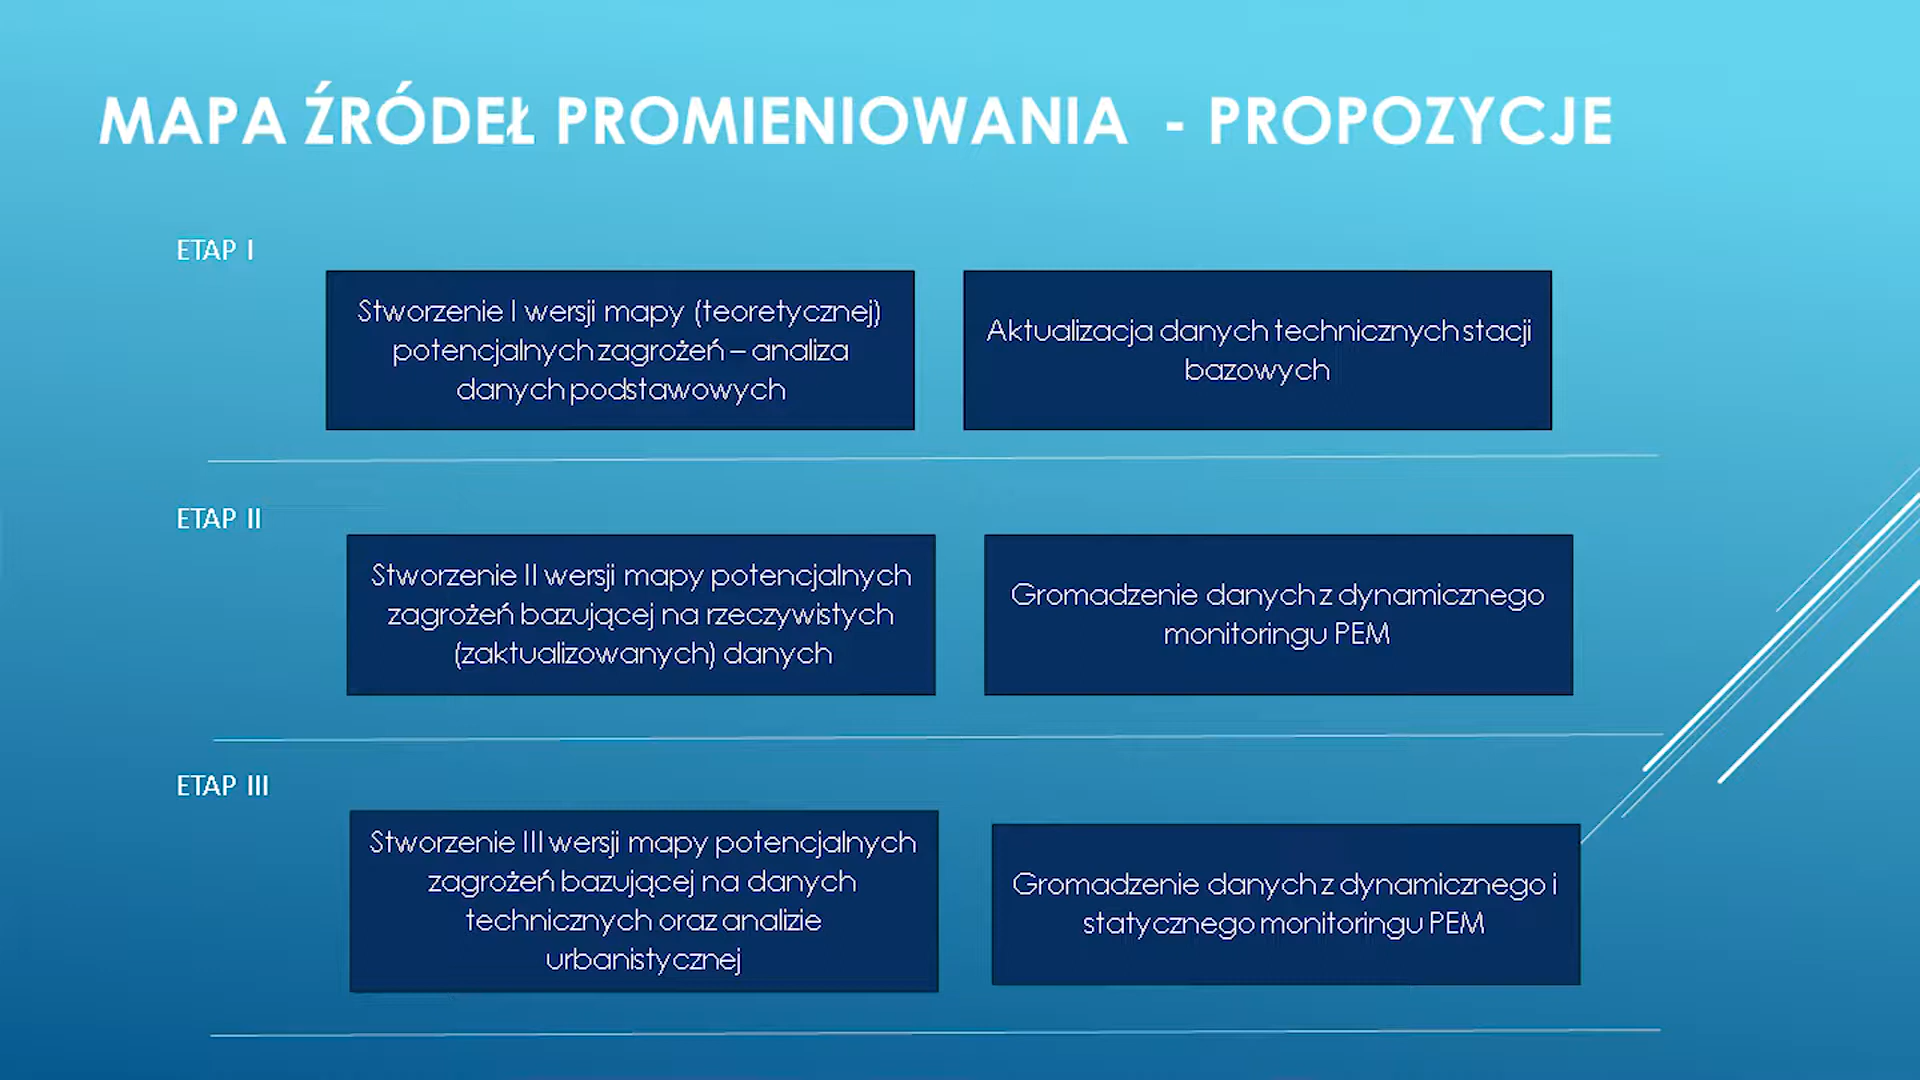 MAPA ŹRÓDEŁ PROMIENIOWANIA - PROPOZYCJE
ETAP I
Stworzenie I wersji mapy (teoretycznej)
potencjalnych zagrożeń – analiza
danych podstawowych
Aktualizacja danych technicznych stacji
bazowych
ETAP II
Stworzenie II wersji mapy potencjalnych
zagrożeń bazującej na rzeczywistych
(zaktualizowanych) danych
Gromadzenie danych z dynamicznego
monitoringu PEM
ETAP III
Stworzenie III wersji mapy potencjalnych
zagrożeń bazującej na danych
technicznych oraz analizie
urbanistycznej
Gromadzenie danych z dynamicznego i
statycznego monitoringu PEM